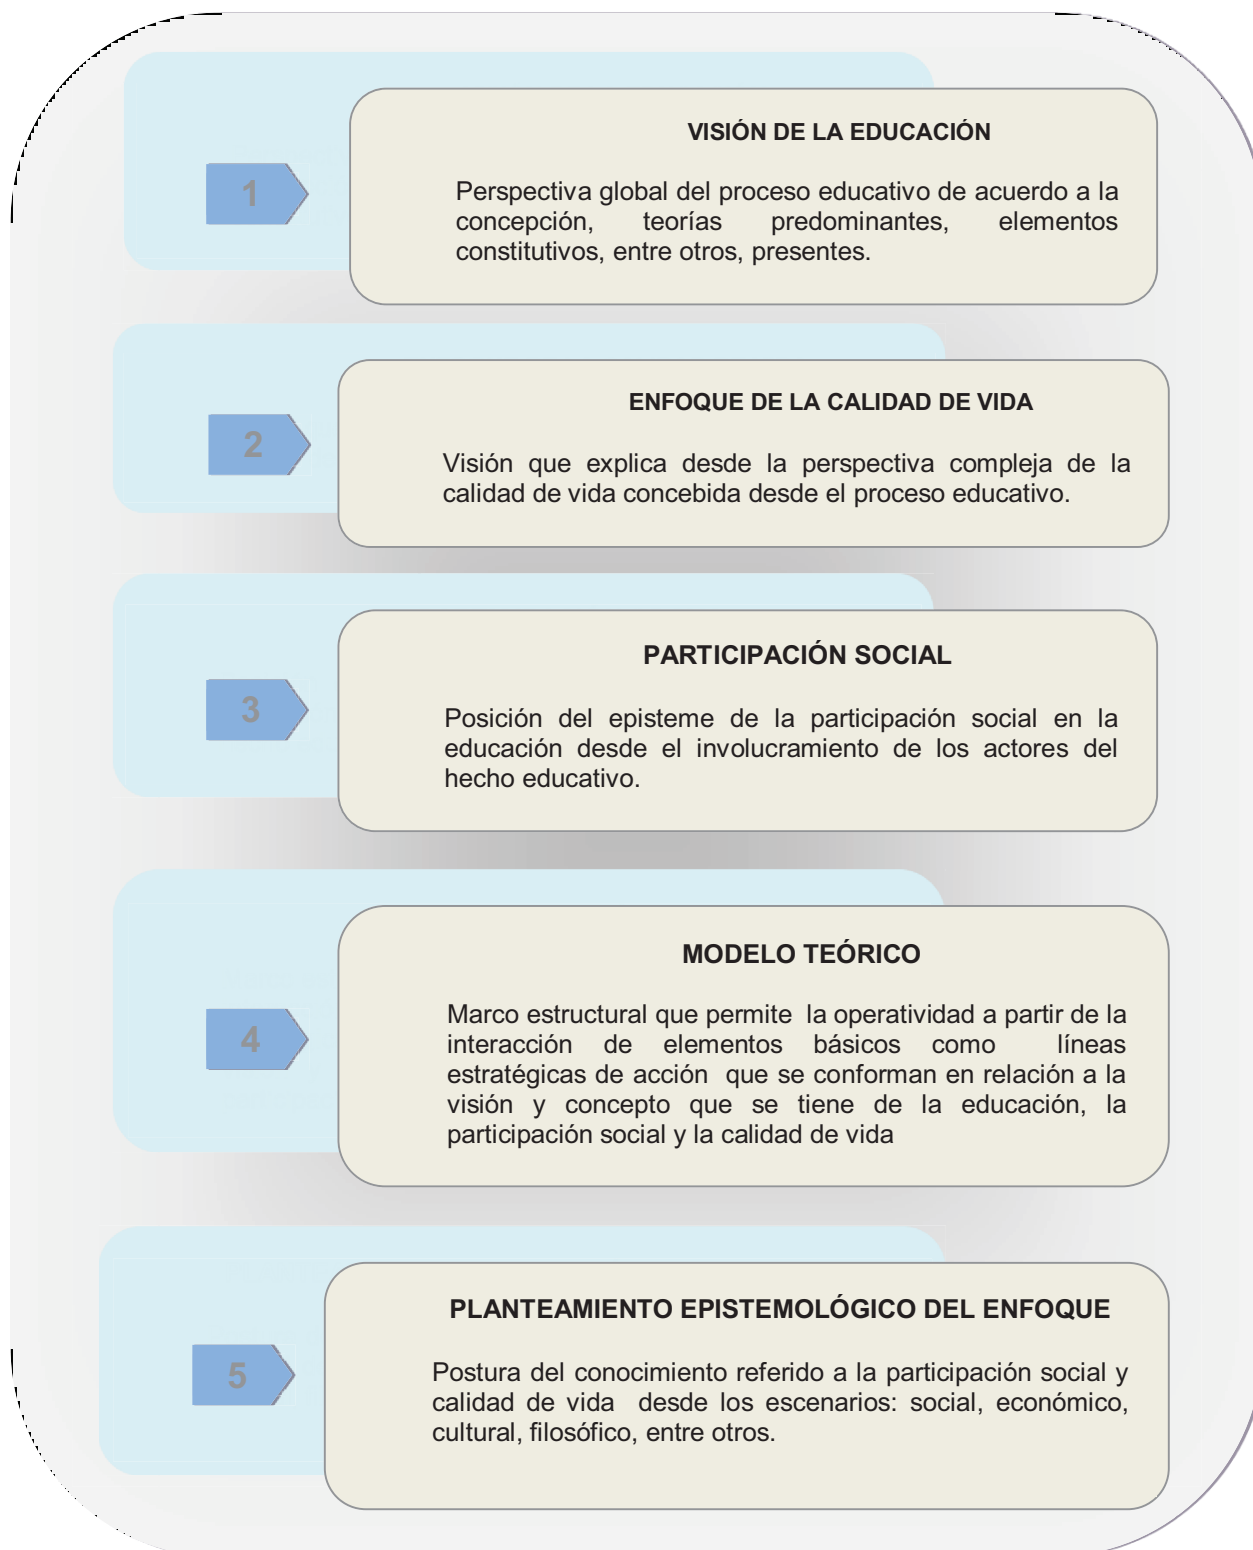 VISIÓN DE LA EDUCACIÓN
1
Perspectiva global del proceso educativo de acuerdo a la
concepción, teorías predominantes, elementos
constitutivos, entre otros, presentes.
ENFOQUE DE LA CALIDAD DE VIDA
2
Visión que explica desde la perspectiva compleja de la
calidad de vida concebida desde el proceso educativo.
PARTICIPACIÓN SOCIAL
3
Posición del episteme de la participación social en la
educación desde el involucramiento de los actores del
hecho educativo.
MODELO TEÓRICO
4
Marco estructural que permite la operatividad a partir de la
interacción de elementos básicos como líneas
estratégicas de acción que se conforman en relación a la
visión y concepto que se tiene de la educación, la
participación social y la calidad de vida
PLANTEAMIENTO EPISTEMOLÓGICO DEL ENFOQUE
5
Postura del conocimiento referido a la participación social y
calidad de vida desde los escenarios: social, económico,
cultural, filosófico, entre otros.